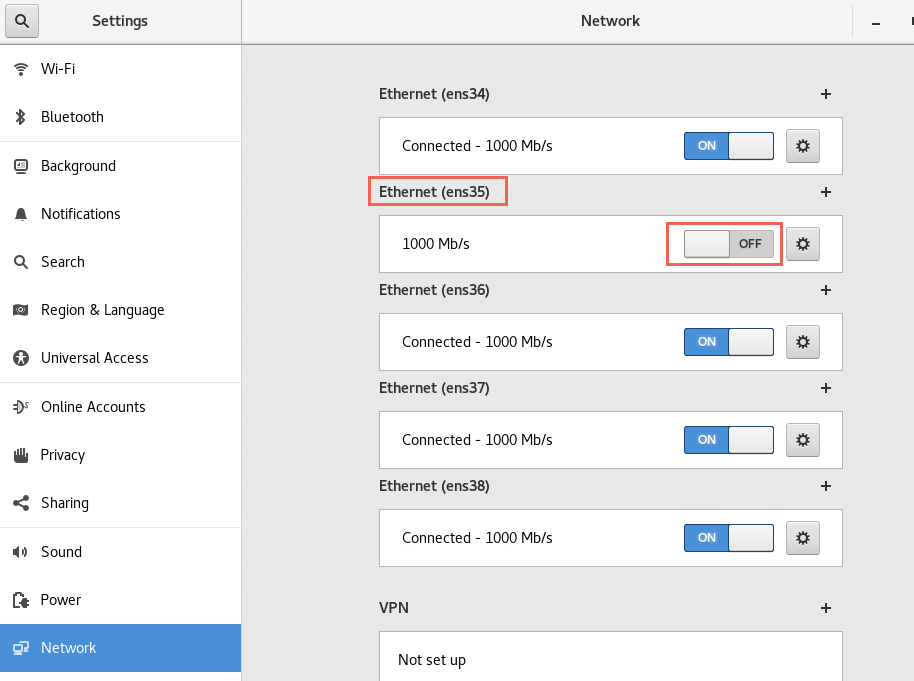 Settings
Network
Wi-Fi
Bluetooth
Background
Notifications
Search
Region & Language
Universal Access
Online Accounts
Privacy
Sharing
Sound
Power
Network
Ethernet (ens34) +
Connected - 1000 Mb/s ON
Ethernet (ens35) +
1000 Mb/s OFF
Ethernet (ens36) +
Connected - 1000 Mb/s ON
Ethernet (ens37) +
Connected - 1000 Mb/s ON
Ethernet (ens38) +
Connected - 1000 Mb/s ON
VPN +
Not set up